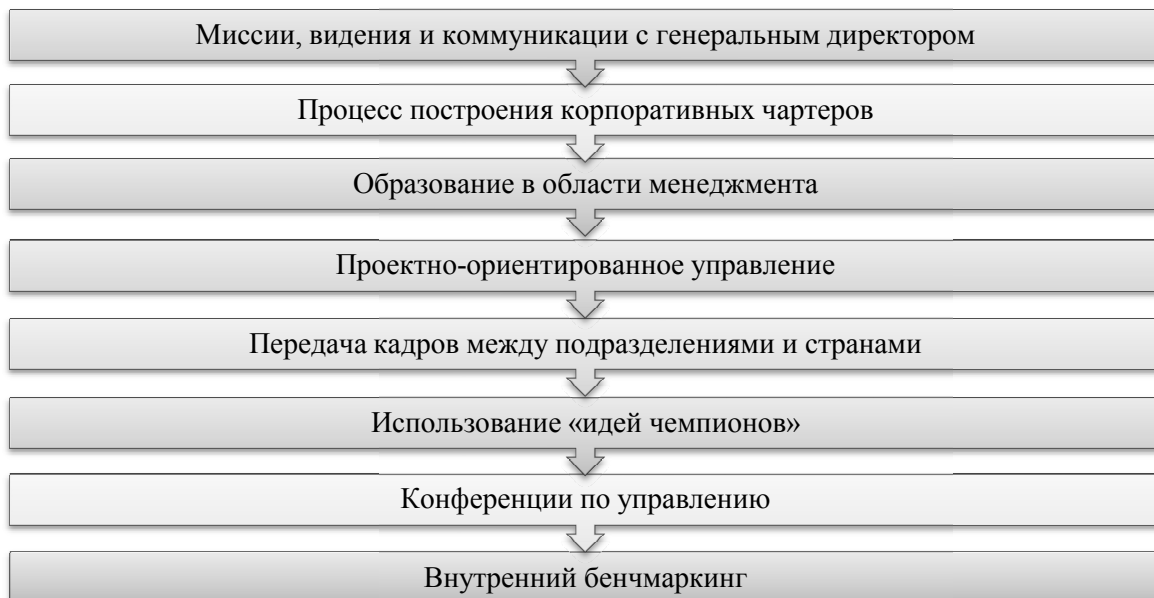 Миссии, видения и коммуникации с генеральным директором
Процесс построения корпоративных чартеров
Образование в области менеджмента
Проектно-ориентированное управление
Передача кадров между подразделениями и странами
Использование «идей чемпионов»
Конференции по управлению
Внутренний бенчмаркинг